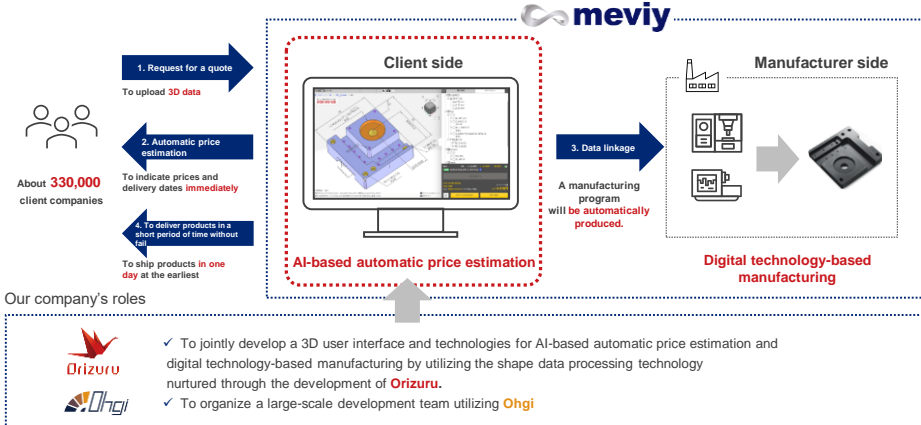 meviy
1. Request for a quote
To upload 3D data
2. Automatic price
estimation
To indicate prices and
delivery dates immediately
4. To deliver products in a
short period of time without
fail
To ship products in one
day at the earliest
About 330,000
client companies
Client side
AI-based automatic price estimation
3. Data linkage
A manufacturing
program
will be automatically
produced.
Manufacturer side
Digital technology-based
manufacturing
Our company's roles
Orizuru
✓ To jointly develop a 3D user interface and technologies for AI-based automatic price estimation and
digital technology-based manufacturing by utilizing the shape data processing technology
nurtured through the development of Orizuru.
Ohgi
✓ To organize a large-scale development team utilizing Ohgi